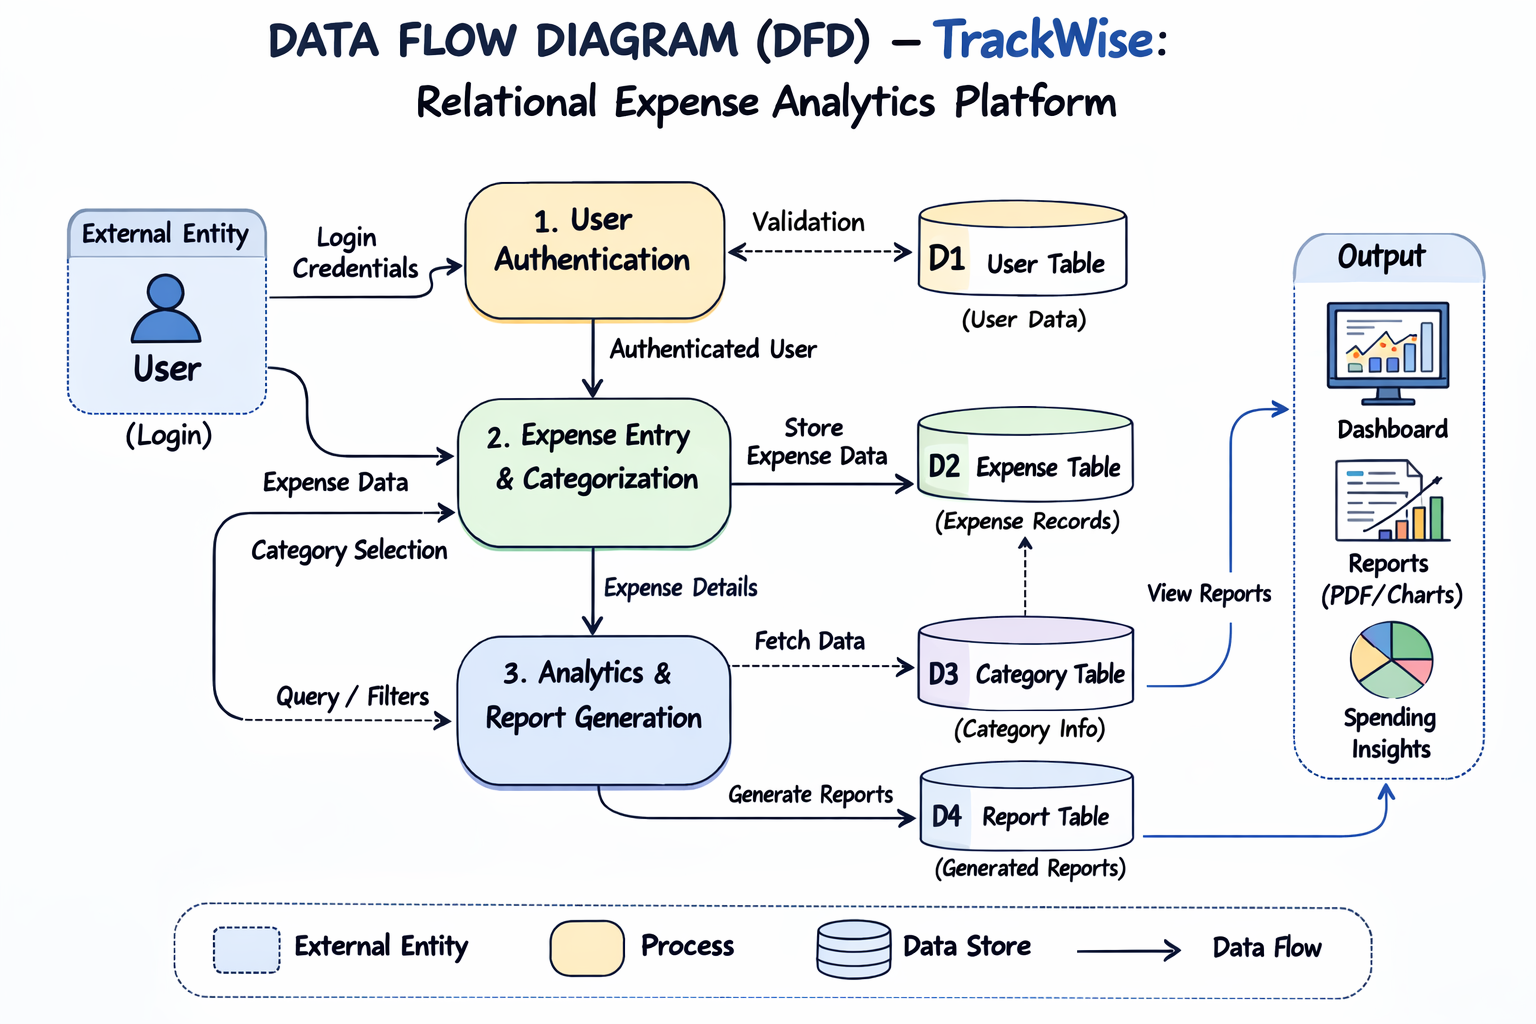 DATA FLOW DIAGRAM (DFD) – TrackWise:
Relational Expense Analytics Platform
External Entity
User
(Login)
Login
Credentials
1. User
Authentication
Validation
D1 User Table
(User Data)
Authenticated User
Expense Data
Category Selection
2. Expense Entry
& Categorization
Store
Expense Data
D2 Expense Table
(Expense Records)
Expense Details
Query / Filters
3. Analytics &
Report Generation
Fetch Data
D3 Category Table
(Category Info)
Generate Reports
D4 Report Table
(Generated Reports)
View Reports
Output
Dashboard
Reports
(PDF/Charts)
Spending
Insights
External Entity
Process
Data Store
Data Flow